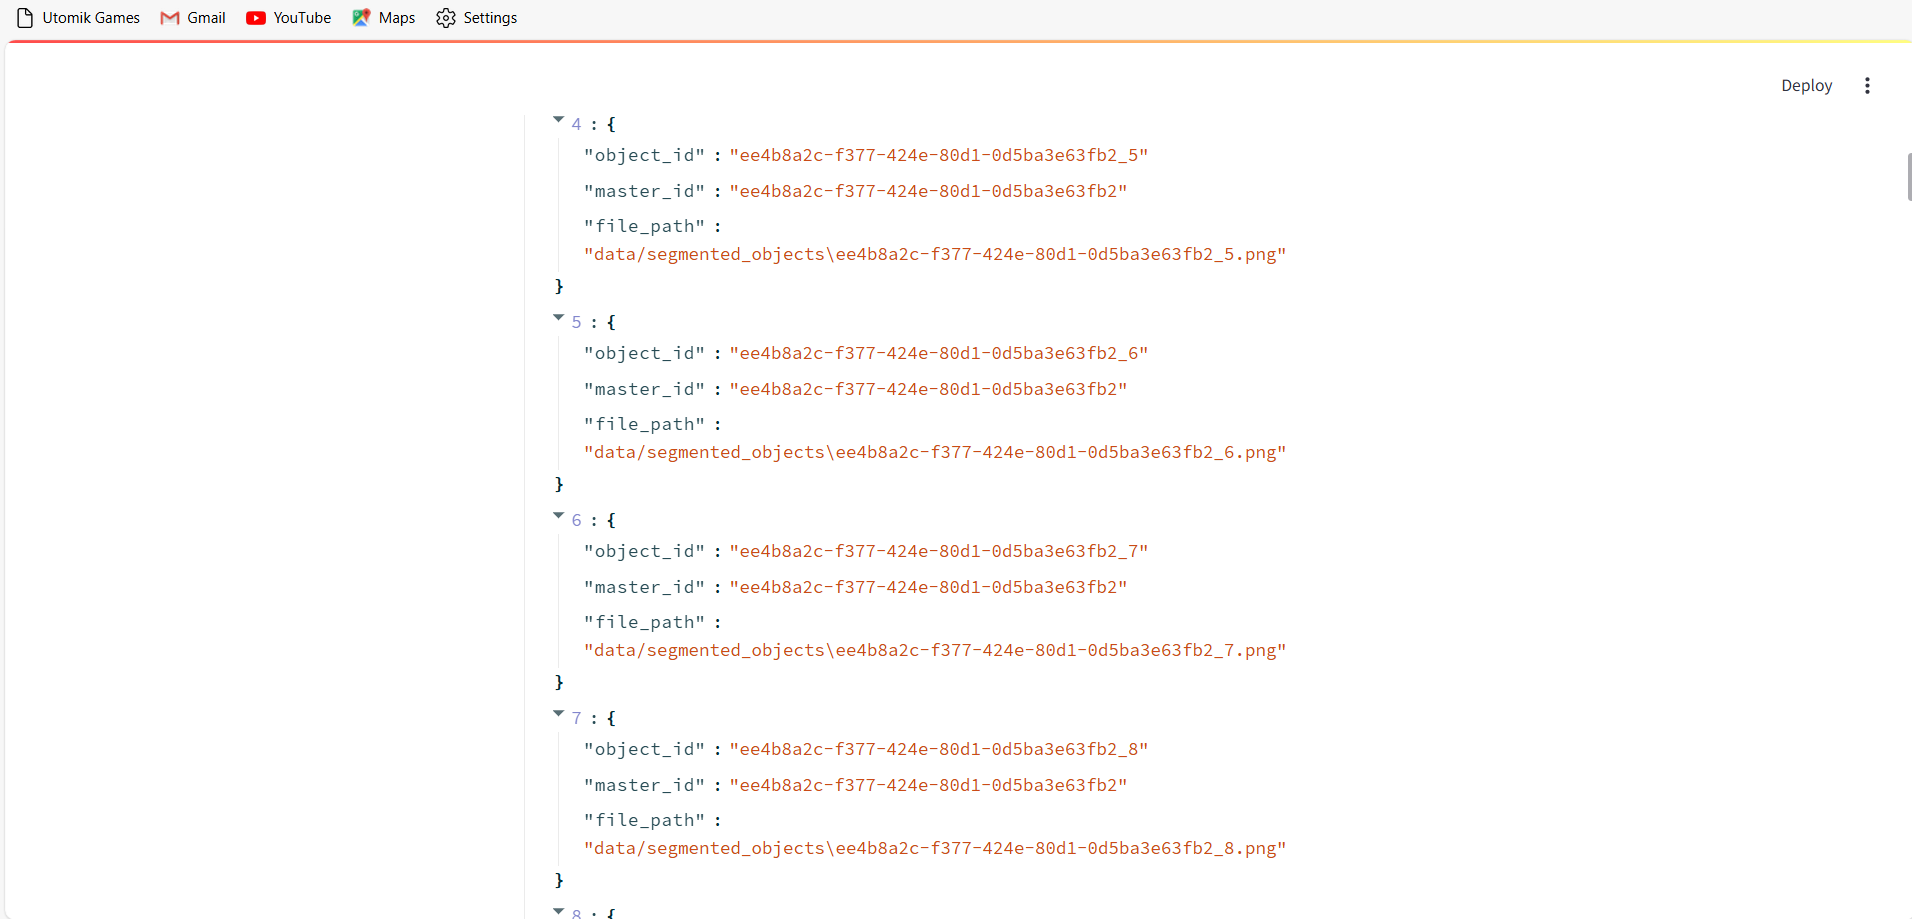 Utomik Games Gmail YouTube Maps Settings
Deploy
4 : {
"object_id" : "ee4b8a2c-f377-424e-80d1-0d5ba3e63fb2_5"
"master_id" : "ee4b8a2c-f377-424e-80d1-0d5ba3e63fb2"
"file_path" :
"data/segmented_objects\ee4b8a2c-f377-424e-80d1-0d5ba3e63fb2_5.png"
}
5 : {
"object_id" : "ee4b8a2c-f377-424e-80d1-0d5ba3e63fb2_6"
"master_id" : "ee4b8a2c-f377-424e-80d1-0d5ba3e63fb2"
"file_path" :
"data/segmented_objects\ee4b8a2c-f377-424e-80d1-0d5ba3e63fb2_6.png"
}
6 : {
"object_id" : "ee4b8a2c-f377-424e-80d1-0d5ba3e63fb2_7"
"master_id" : "ee4b8a2c-f377-424e-80d1-0d5ba3e63fb2"
"file_path" :
"data/segmented_objects\ee4b8a2c-f377-424e-80d1-0d5ba3e63fb2_7.png"
}
7 : {
"object_id" : "ee4b8a2c-f377-424e-80d1-0d5ba3e63fb2_8"
"master_id" : "ee4b8a2c-f377-424e-80d1-0d5ba3e63fb2"
"file_path" :
"data/segmented_objects\ee4b8a2c-f377-424e-80d1-0d5ba3e63fb2_8.png"
}
8 : {